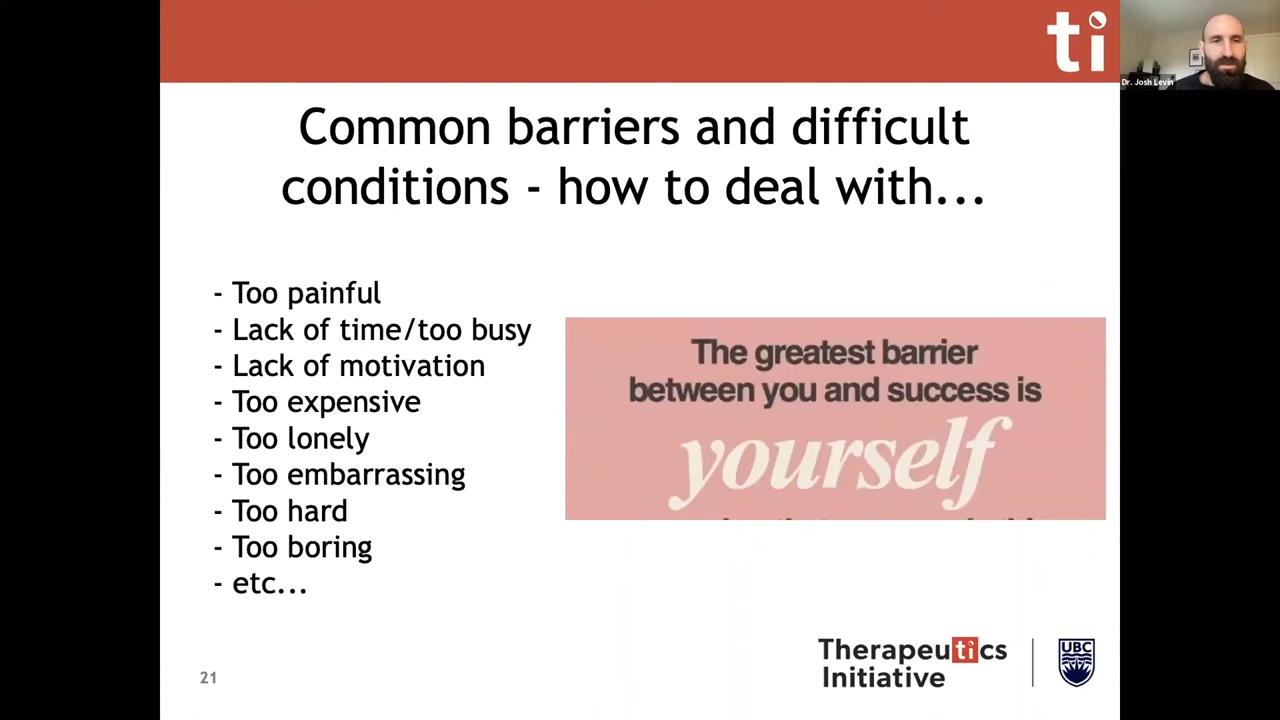 ti
Dr. Josh Levin
Common barriers and difficult
conditions - how to deal with...
- Too painful
- Lack of time/too busy
- Lack of motivation
- Too expensive
- Too lonely
- Too embarrassing
- Too hard
- Too boring
- etc...
The greatest barrier
between you and success is
yourself
Therapeutics
Initiative
UBC
21